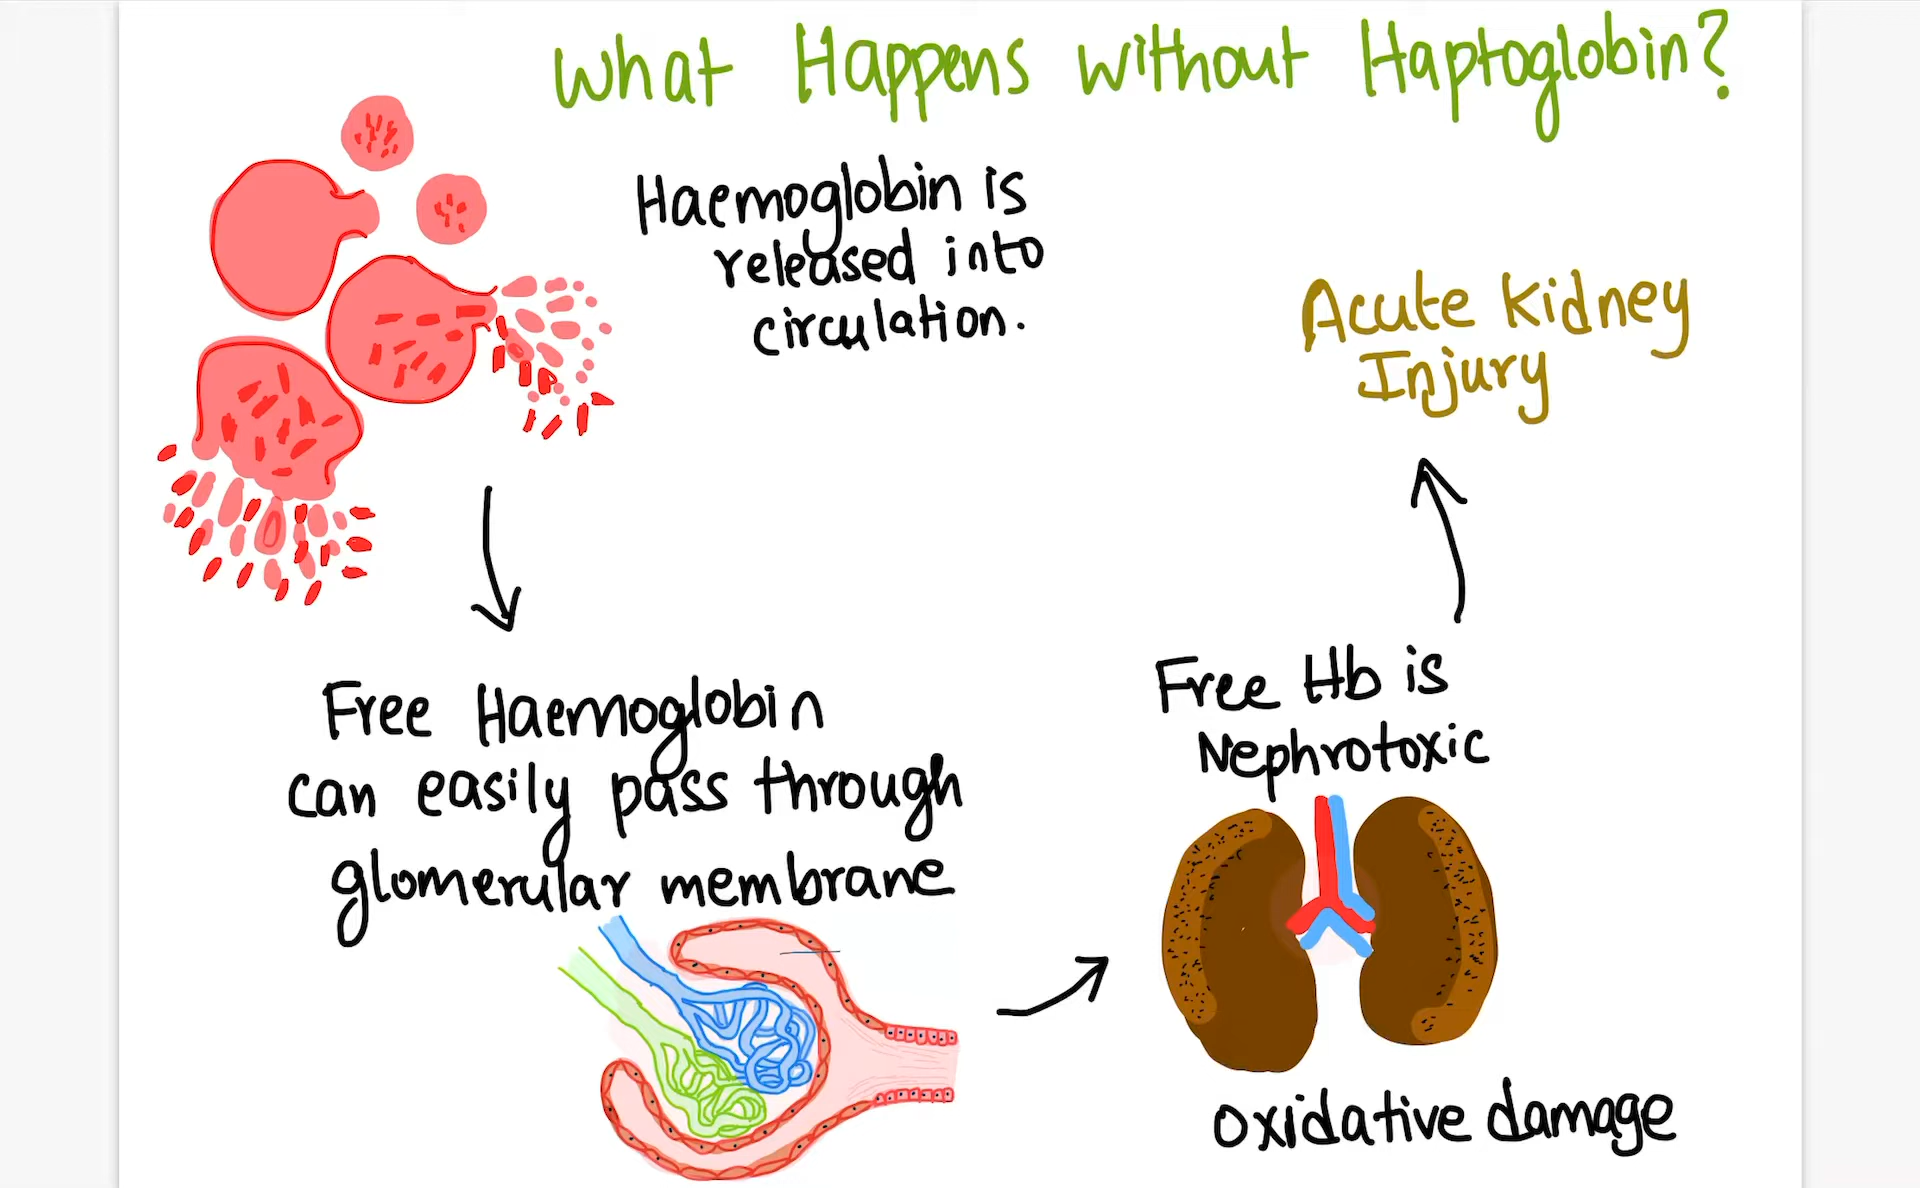 What Happens without Haptoglobin?
Haemoglobin is
released into
circulation.
Free Haemoglobin
can easily pass through
glomerular membrane
Free Hb is
Nephrotoxic
oxidative damage
Acute Kidney
Injury